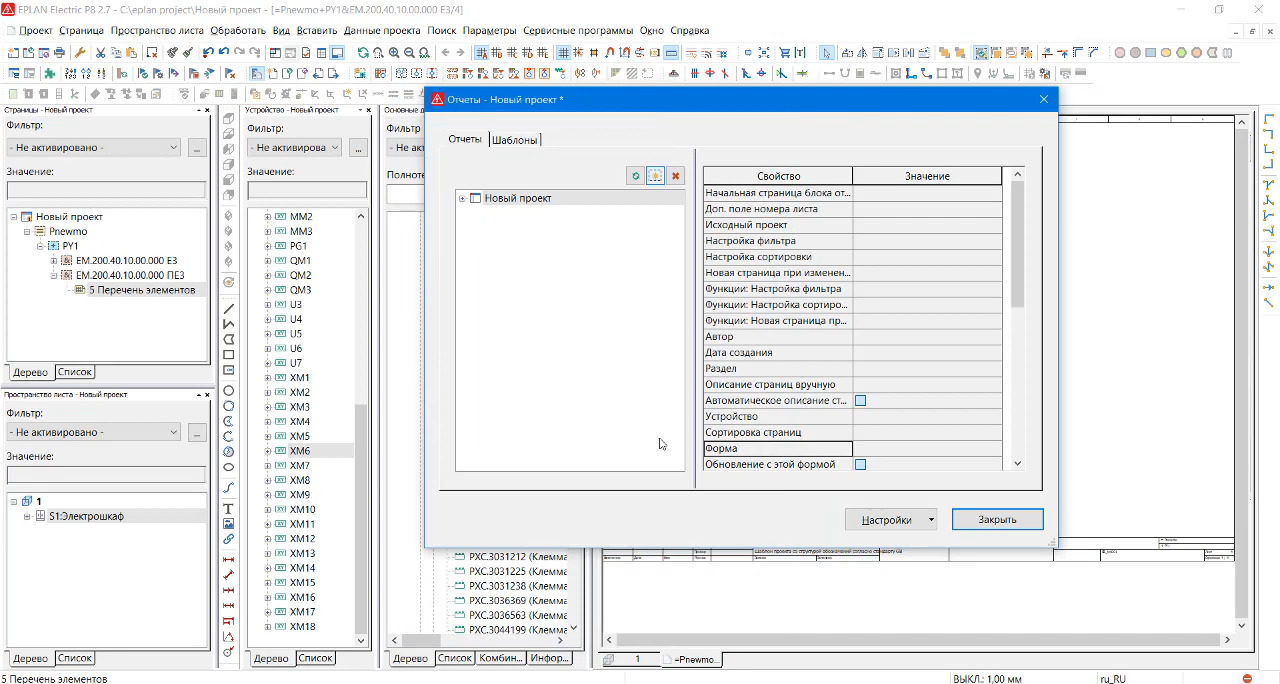 EPLAN Electric P8 2.7 - C:\eplan project\Новый проект - [=Pnewmo+PY1&EM.200.40.10.00.000 E3/4]
Проект Страница Пространство листа Обработать Вид Вставить Данные проекта Поиск Параметры Сервисные программы Окно Справка
Страницы - Новый проект
Фильтр:
- Не активировано -
...
Значение:
Новый проект
Pnewmo
PY1
EM.200.40.10.00.000 E3
EM.200.40.10.00.000 ПЕ3
5 Перечень элементов
Дерево Список
Пространство листа - Новый проект
Фильтр:
- Не активировано -
...
Значение:
1
S1:Электрошкаф
Дерево Список
Устройство - Новый проект
Фильтр:
- Не активирова
...
Значение:
MM2
MM3
PG1
QM1
QM2
QM3
U3
U4
U5
U6
U7
XM1
XM2
XM3
XM4
XM5
XM6
XM7
XM8
XM9
XM10
XM11
XM12
XM13
XM14
XM15
XM16
XM17
XM18
Дерево Список
Основные д
Фильтр
- Не акт
Полноте
PXC.3031212 (Клемма
PXC.3031225 (Клемма
PXC.3031238 (Клемма
PXC.3036369 (Клемма
PXC.3036563 (Клемма
PXC.3044199 (Клемма
Дерево Список Комбин... Инфор...
Отчеты - Новый проект *
Отчеты Шаблоны
Новый проект
Свойство Значение
Начальная страница блока от...
Доп. поле номера листа
Исходный проект
Настройка фильтра
Настройка сортировки
Новая страница при изменен...
Функции: Настройка фильтра
Функции: Настройка сортиро...
Функции: Новая страница пр...
Автор
Дата создания
Раздел
Описание страниц вручную
Автоматическое описание ст...
Устройство
Сортировка страниц
Форма
Обновление с этой формой
Настройки
Закрыть
1
=Pnewmo...
5 Перечень элементов
ВЫКЛ.: 1,00 мм
ru_RU